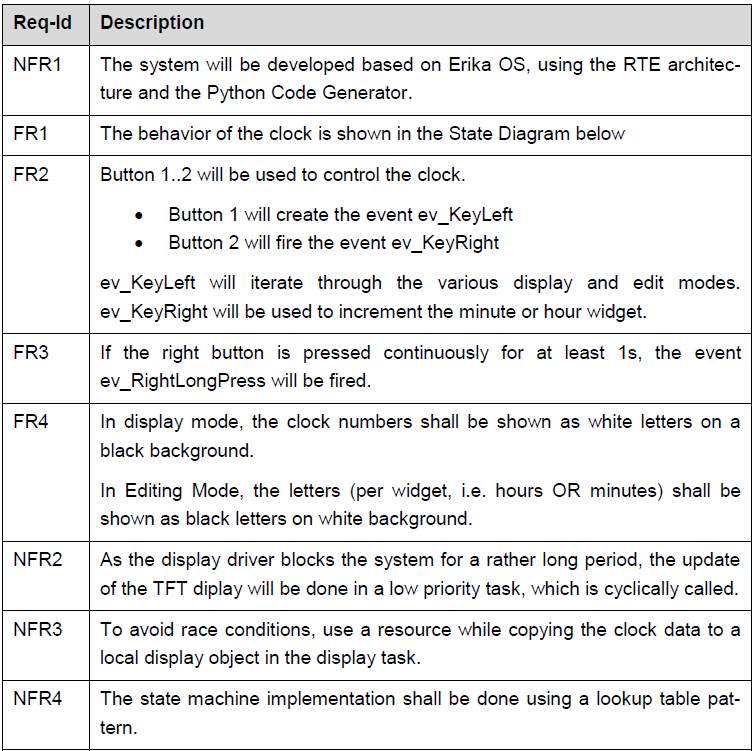 Req-Id Description
NFR1 The system will be developed based on Erika OS, using the RTE architec-
ture and the Python Code Generator.
FR1 The behavior of the clock is shown in the State Diagram below
FR2 Button 1..2 will be used to control the clock.
• Button 1 will create the event ev_KeyLeft
• Button 2 will fire the event ev_KeyRight
ev_KeyLeft will iterate through the various display and edit modes.
ev_KeyRight will be used to increment the minute or hour widget.
FR3 If the right button is pressed continuously for at least 1s, the event
ev_RightLongPress will be fired.
FR4 In display mode, the clock numbers shall be shown as white letters on a
black background.
In Editing Mode, the letters (per widget, i.e. hours OR minutes) shall be
shown as black letters on white background.
NFR2 As the display driver blocks the system for a rather long period, the update
of the TFT diplay will be done in a low priority task, which is cyclically called.
NFR3 To avoid race conditions, use a resource while copying the clock data to a
local display object in the display task.
NFR4 The state machine implementation shall be done using a lookup table pat-
tern.